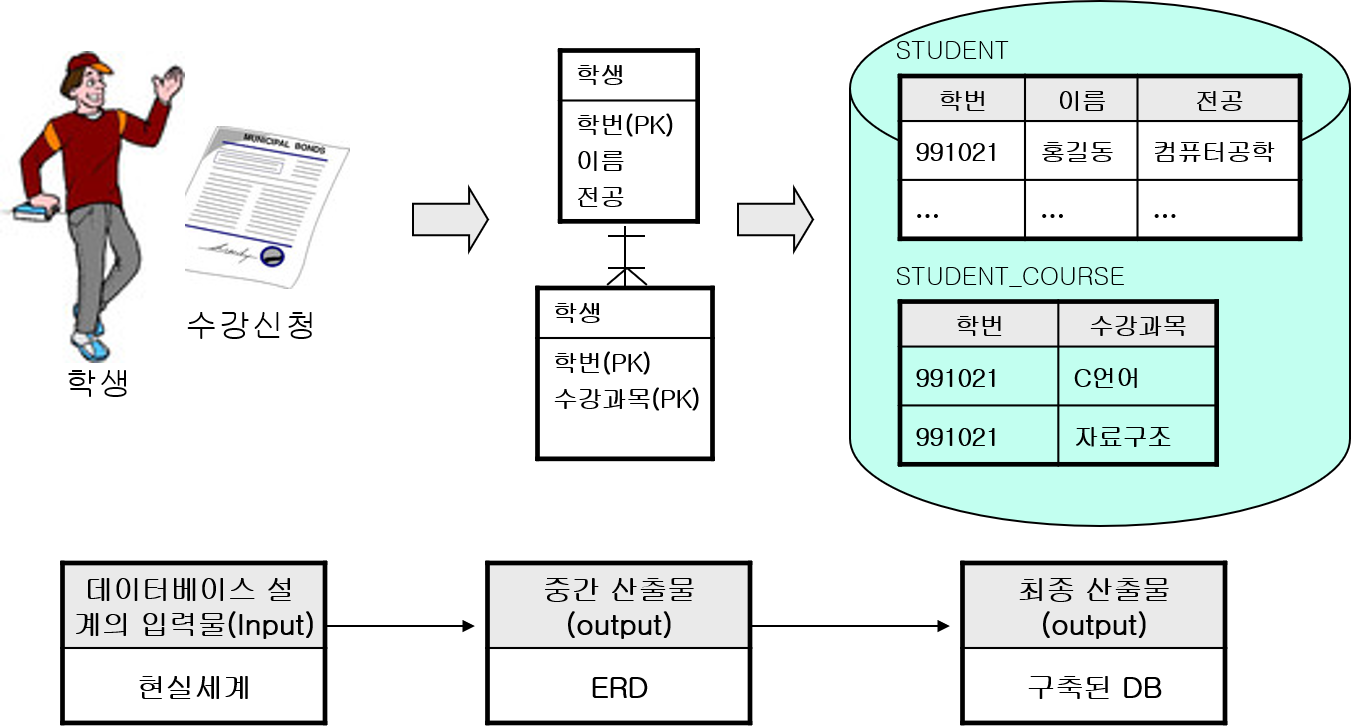 MUNICIPAL BONDS
수강신청
학생
학생
학번(PK)
이름
전공
학생
학번(PK)
수강과목(PK)
STUDENT
학번 이름 전공
991021 홍길동 컴퓨터공학
... ... ...
STUDENT_COURSE
학번 수강과목
991021 C언어
991021 자료구조
데이터베이스 설
계의 입력물(Input)
현실세계
중간 산출물
(output)
ERD
최종 산출물
(output)
구축된 DB